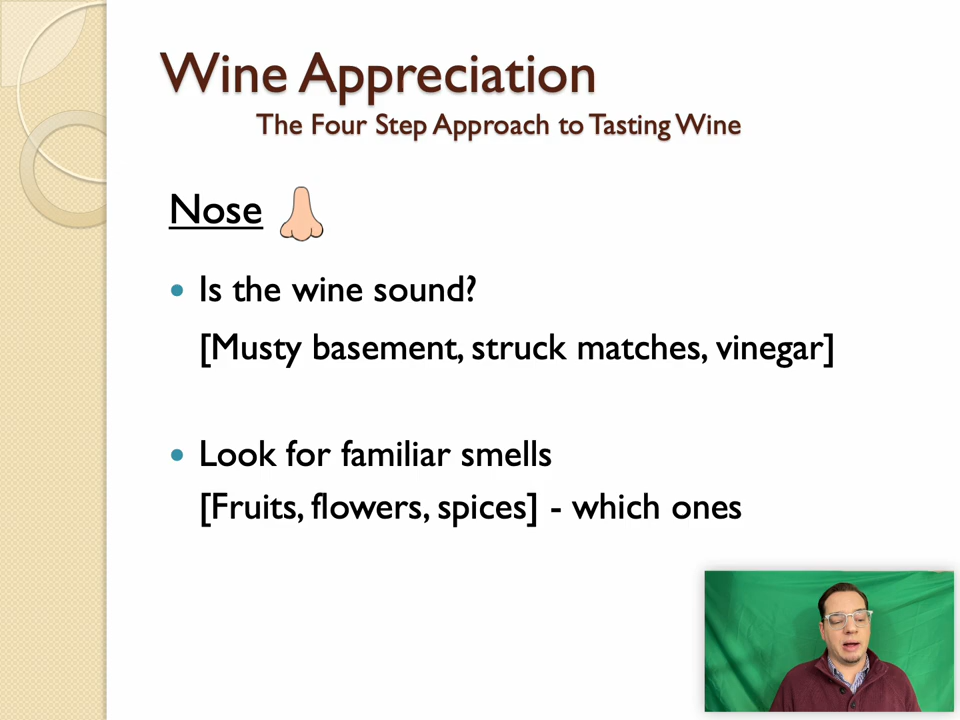 Wine Appreciation
The Four Step Approach to Tasting Wine
Nose
• Is the wine sound?
[Musty basement, struck matches, vinegar]
• Look for familiar smells
[Fruits, flowers, spices] - which ones